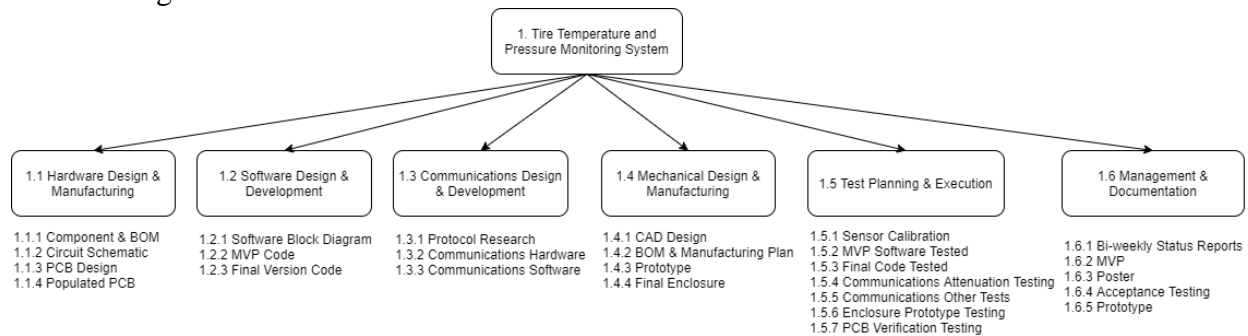 1. Tire Temperature and
Pressure Monitoring System
1.1 Hardware Design &
Manufacturing
1.2 Software Design &
Development
1.3 Communications Design
& Development
1.4 Mechanical Design &
Manufacturing
1.5 Test Planning & Execution
1.6 Management &
Documentation
1.1.1 Component & BOM
1.1.2 Circuit Schematic
1.1.3 PCB Design
1.1.4 Populated PCB
1.2.1 Software Block Diagram
1.2.2 MVP Code
1.2.3 Final Version Code
1.3.1 Protocol Research
1.3.2 Communications Hardware
1.3.3 Communications Software
1.4.1 CAD Design
1.4.2 BOM & Manufacturing Plan
1.4.3 Prototype
1.4.4 Final Enclosure
1.5.1 Sensor Calibration
1.5.2 MVP Software Tested
1.5.3 Final Code Tested
1.5.4 Communications Attenuation Testing
1.5.5 Communications Other Tests
1.5.6 Enclosure Prototype Testing
1.5.7 PCB Verification Testing
1.6.1 Bi-weekly Status Reports
1.6.2 MVP
1.6.3 Poster
1.6.4 Acceptance Testing
1.6.5 Prototype